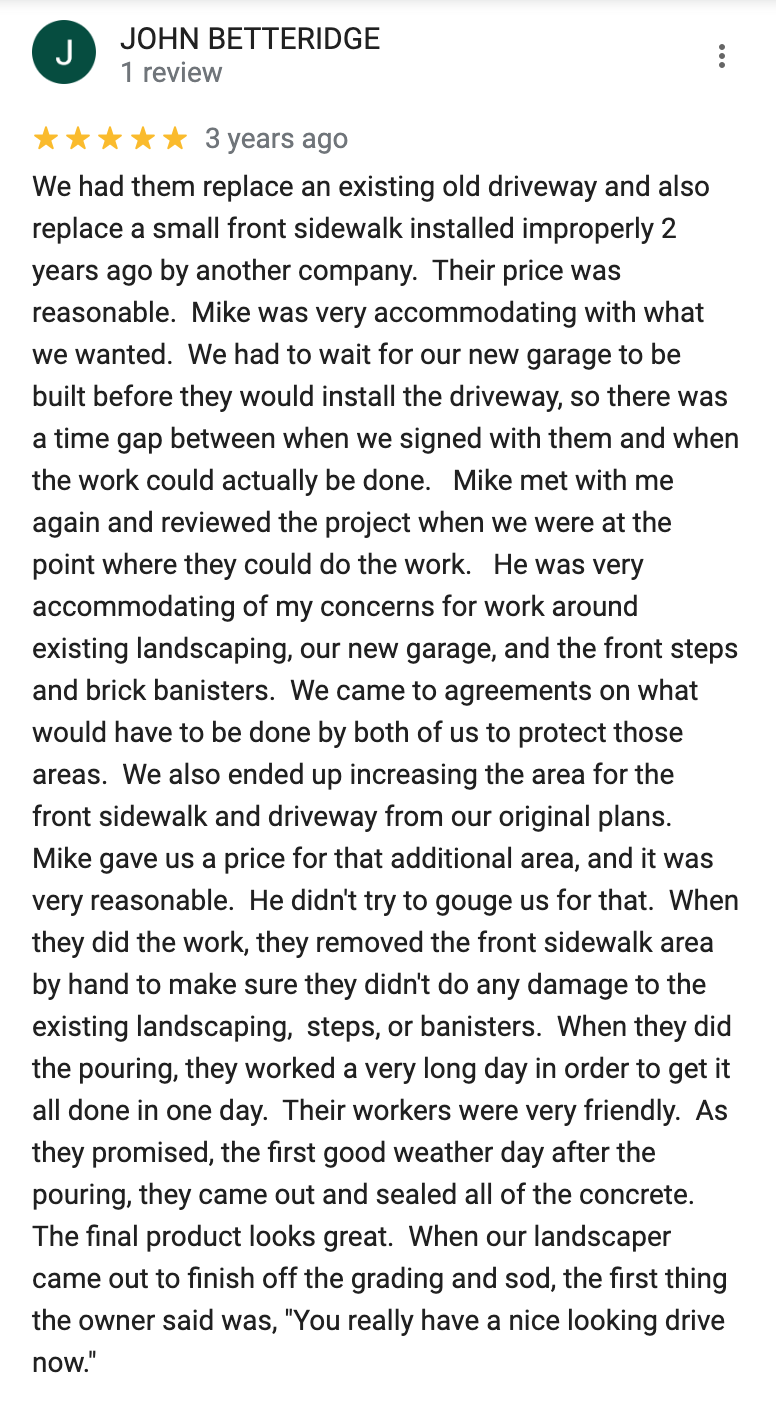 J
JOHN BETTERIDGE
1 review
3 years ago
We had them replace an existing old driveway and also
replace a small front sidewalk installed improperly 2
years ago by another company.  Their price was
reasonable.  Mike was very accommodating with what
we wanted.  We had to wait for our new garage to be
built before they would install the driveway, so there was
a time gap between when we signed with them and when
the work could actually be done.   Mike met with me
again and reviewed the project when we were at the
point where they could do the work.   He was very
accommodating of my concerns for work around
existing landscaping, our new garage, and the front steps
and brick banisters.  We came to agreements on what
would have to be done by both of us to protect those
areas.  We also ended up increasing the area for the
front sidewalk and driveway from our original plans.
Mike gave us a price for that additional area, and it was
very reasonable.  He didn't try to gouge us for that.  When
they did the work, they removed the front sidewalk area
by hand to make sure they didn't do any damage to the
existing landscaping,  steps, or banisters.  When they did
the pouring, they worked a very long day in order to get it
all done in one day.  Their workers were very friendly.  As
they promised, the first good weather day after the
pouring, they came out and sealed all of the concrete.
The final product looks great.  When our landscaper
came out to finish off the grading and sod, the first thing
the owner said was, "You really have a nice looking drive
now."